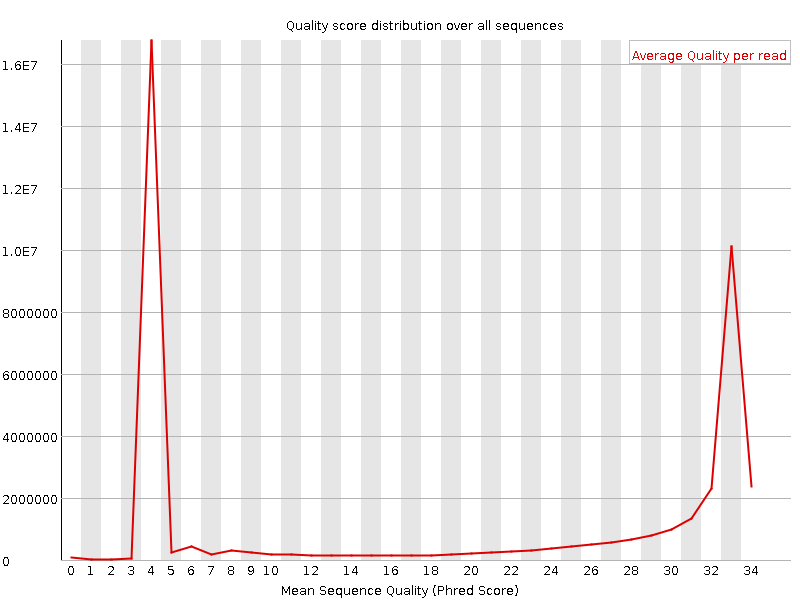 Quality score distribution over all sequences
Average Quality per read
1.6E7
1.4E7
1.2E7
1.0E7
8000000
6000000
4000000
2000000
0
0 1 2 3 4 5 6 7 8 9 10 12 14 16 18 20 22 24 26 28 30 32 34
Mean Sequence Quality (Phred Score)